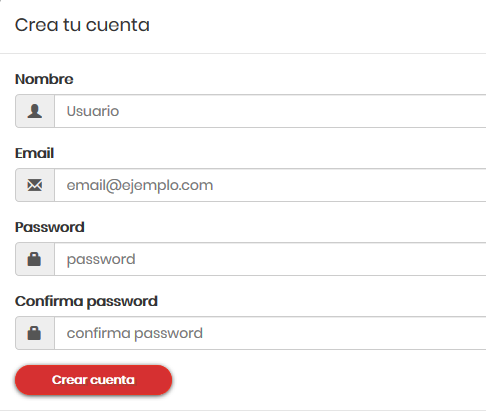 Crea tu cuenta
Nombre
Usuario
Email
email@ejemplo.com
Password
password
Confirma password
confirma password
Crear cuenta